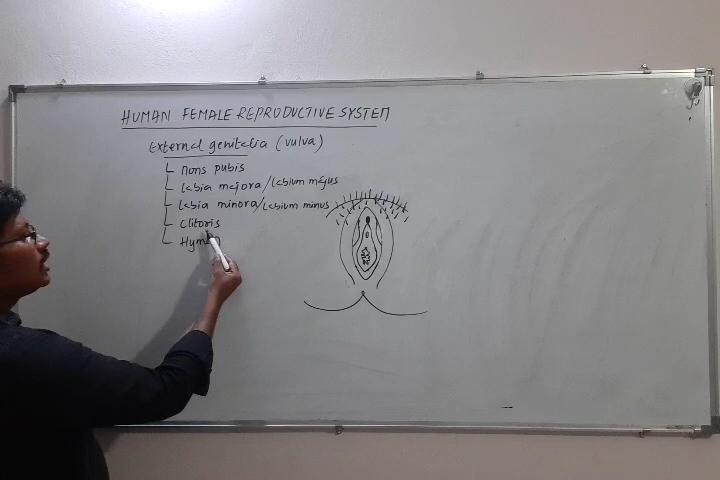 HUMAN FEMALE REPRODUCTIVE SYSTEM
External genitalia (vulva)
mons pubis
labia majora/labium majus
labia minora/labium minus
clitoris